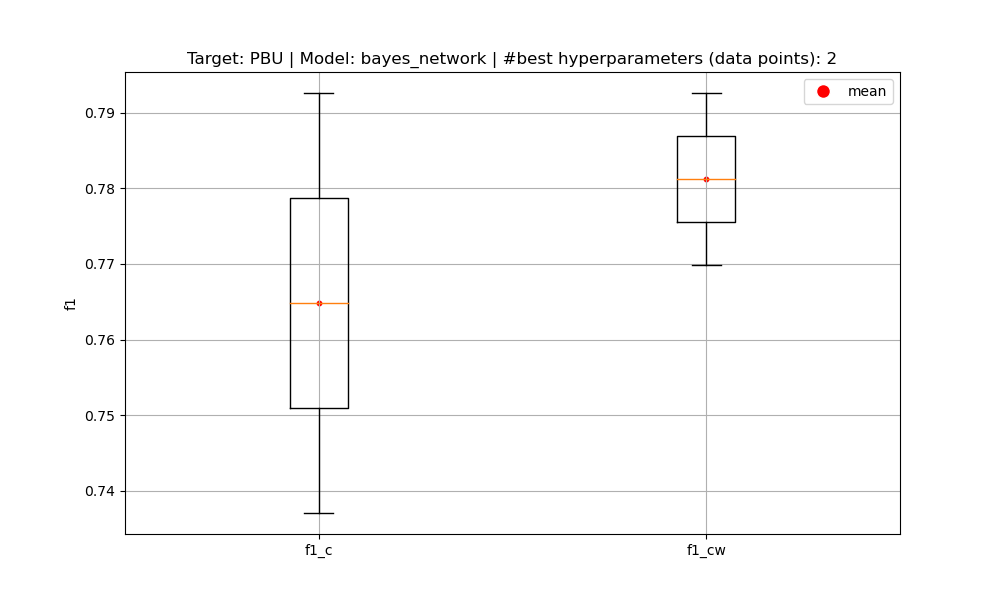 Target: PBU | Model: bayes_network | #best hyperparameters (data points): 2
mean
0.79
0.78
0.77
0.76
0.75
0.74
f1
f1_c
f1_cw